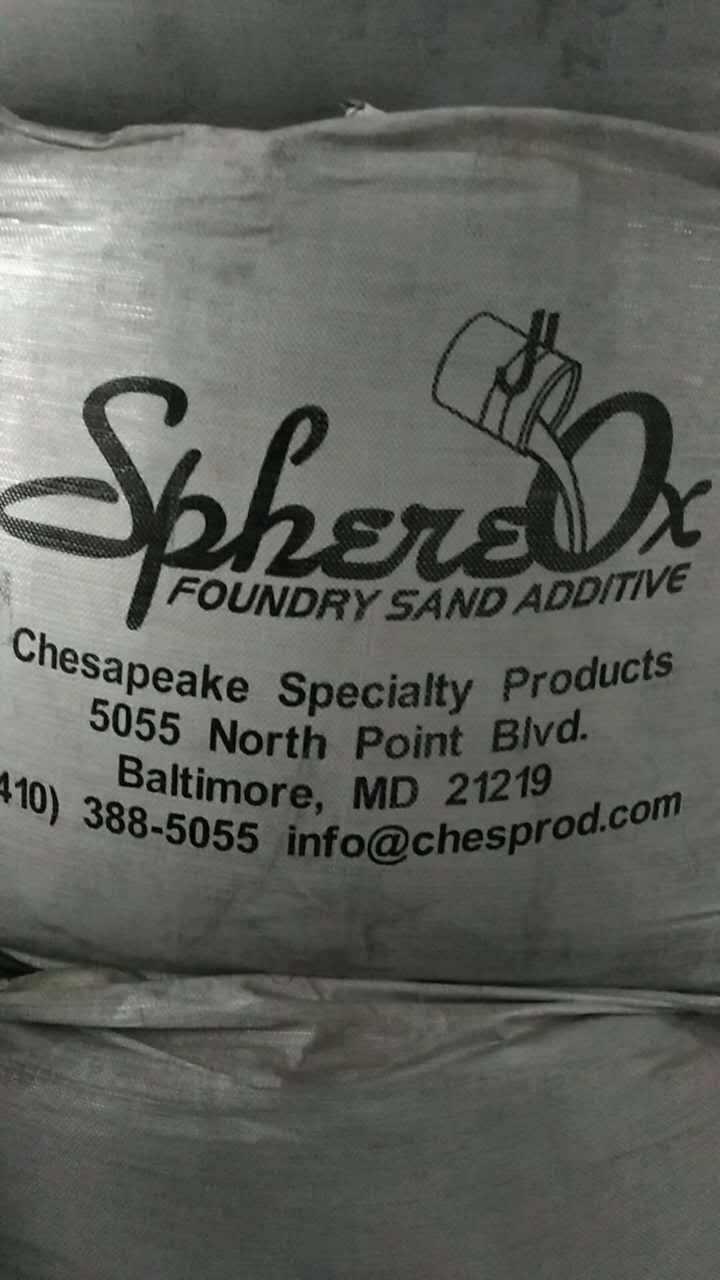 SphereOx
FOUNDRY SAND ADDITIVE
Chesapeake Specialty Products
5055 North Point Blvd.
Baltimore, MD 21219
410) 388-5055 info@chesprod.com